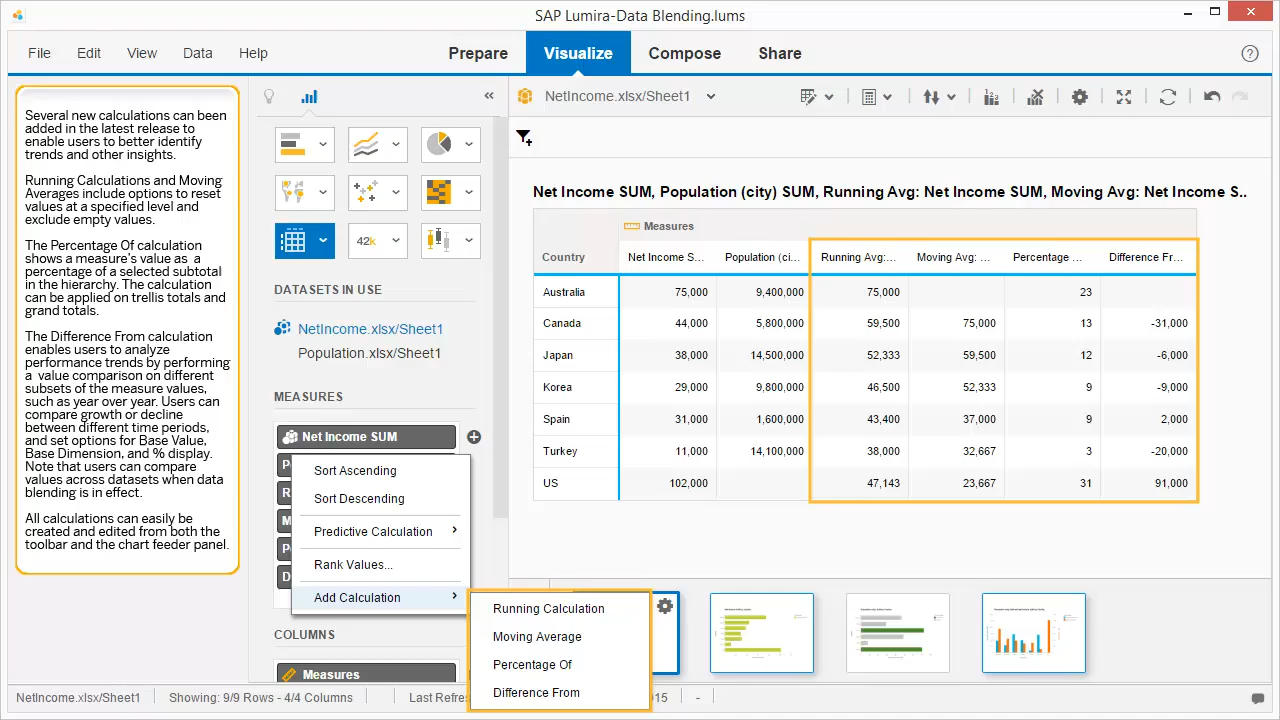 SAP Lumira-Data Blending.lums
File Edit View Data Help Prepare Visualize Compose Share
Several new calculations can been
added in the latest release to
enable users to better identify
trends and other insights.
Running Calculations and Moving
Averages include options to reset
values at a specified level and
exclude empty values.
The Percentage Of calculation
shows a measure's value as a
percentage of a selected subtotal
in the hierarchy. The calculation
can be applied on trellis totals and
grand totals.
The Difference From calculation
enables users to analyze
performance trends by performing
a value comparison on different
subsets of the measure values,
such as year over year. Users can
compare growth or decline
between different time periods,
and set options for Base Value,
Base Dimension, and % display.
Note that users can compare
values across datasets when data
blending is in effect.
All calculations can easily be
created and edited from both the
toolbar and the chart feeder panel.
42k
DATASETS IN USE
NetIncome.xlsx/Sheet1
Population.xlsx/Sheet1
MEASURES
Net Income SUM
P
R
M
P
D
Sort Ascending
Sort Descending
Predictive Calculation
Rank Values...
Add Calculation
Running Calculation
Moving Average
Percentage Of
Difference From
COLUMNS
Measures
NetIncome.xlsx/Sheet1
Net Income SUM, Population (city) SUM, Running Avg: Net Income SUM, Moving Avg: Net Income S..
Measures
Country Net Income S... Population (ci... Running Avg:... Moving Avg: ... Percentage ... Difference Fr...
Australia 75,000 9,400,000 75,000 23
Canada 44,000 5,800,000 59,500 75,000 13 -31,000
Japan 38,000 14,500,000 52,333 59,500 12 -6,000
Korea 29,000 9,800,000 46,500 52,333 9 -9,000
Spain 31,000 1,600,000 43,400 37,000 9 2,000
Turkey 11,000 14,100,000 38,000 32,667 3 -20,000
US 102,000 47,143 23,667 31 91,000
NetIncome.xlsx/Sheet1 Showing: 9/9 Rows - 4/4 Columns Last Refre 15 -